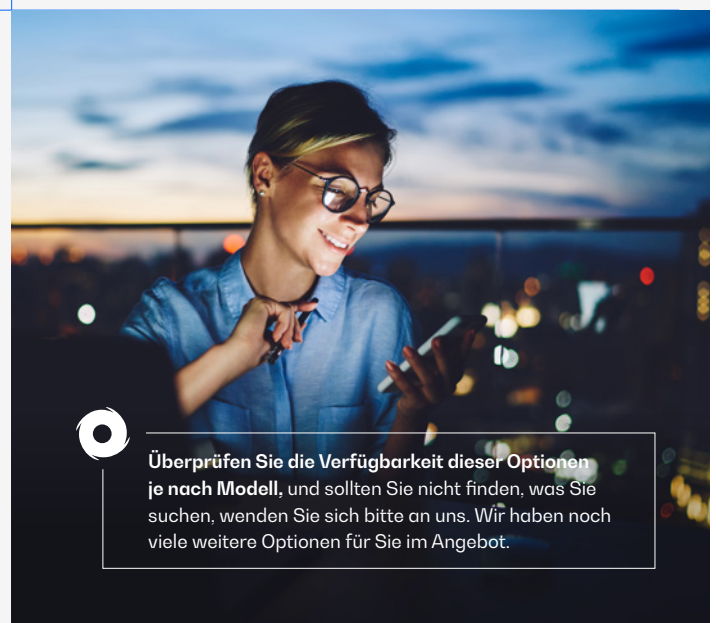 Überprüfen Sie die Verfügbarkeit dieser Optionen
je nach Modell, und sollten Sie nicht finden, was Sie
suchen, wenden Sie sich bitte an uns. Wir haben noch
viele weitere Optionen für Sie im Angebot.